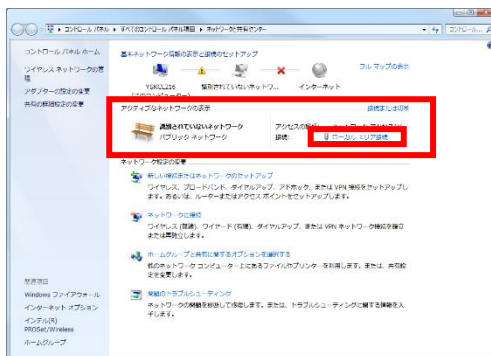 コントロール パネル ▸ すべてのコントロール パネル項目 ▸ ネットワークと共有センター
コントロール パネル ホーム
ワイヤレス ネットワークの管理
アダプターの設定の変更
共有の詳細設定の変更
基本ネットワーク情報の表示と接続のセットアップ
フル マップの表示
YSKCL216
(このコンピューター)
識別されていないネットワ...
インターネット
アクティブなネットワークの表示
接続または切断
識別されていないネットワーク
パブリック ネットワーク
アクセスの種類:
接続:
ローカル エリア接続
ネットワーク設定の変更
新しい接続またはネットワークのセットアップ
ワイヤレス、ブロードバンド、ダイヤルアップ、アドホック、または VPN 接続をセットアップし
ます。あるいは、ルーターまたはアクセス ポイントをセットアップします。
ネットワークに接続
ワイヤレス (無線)、ワイヤード (有線)、ダイヤルアップ、または VPN ネットワーク接続を確立
または再確立します。
ホームグループと共有に関するオプションを選択する
他のネットワーク コンピューター上にあるファイルやプリンターを利用します。または、共有設
定を変更します。
問題のトラブルシューティング
ネットワークの問題を診断して修復します。または、トラブルシューティングに関する情報を入
手します。
関連項目
Windows ファイアウォール
インターネット オプション
インテル(R)
PROSet/Wireless
ホームグループ